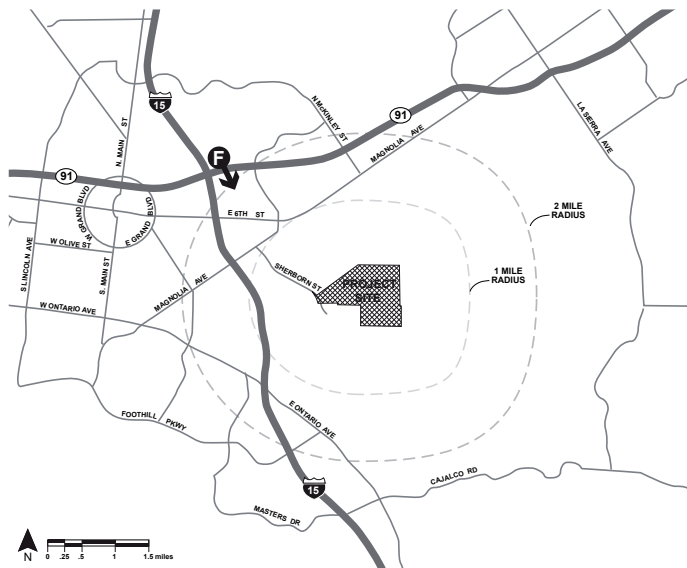 15
N. MAIN ST
N McKINLEY ST
91
MAGNOLIA AVE
LA SIERRA AVE
F
91
W GRAND BLVD
E GRAND BLVD
E 6TH ST
2 MILE
RADIUS
W OLIVE ST
S LINCOLN AVE
S. MAIN ST
MAGNOLIA AVE
SHERBORN ST
PROJECT
SITE
1 MILE
RADIUS
W ONTARIO AVE
FOOTHILL PKWY
E ONTARIO AVE
CAJALCO RD
15
MASTERS DR
N
0 .25 .5 1 1.5 miles